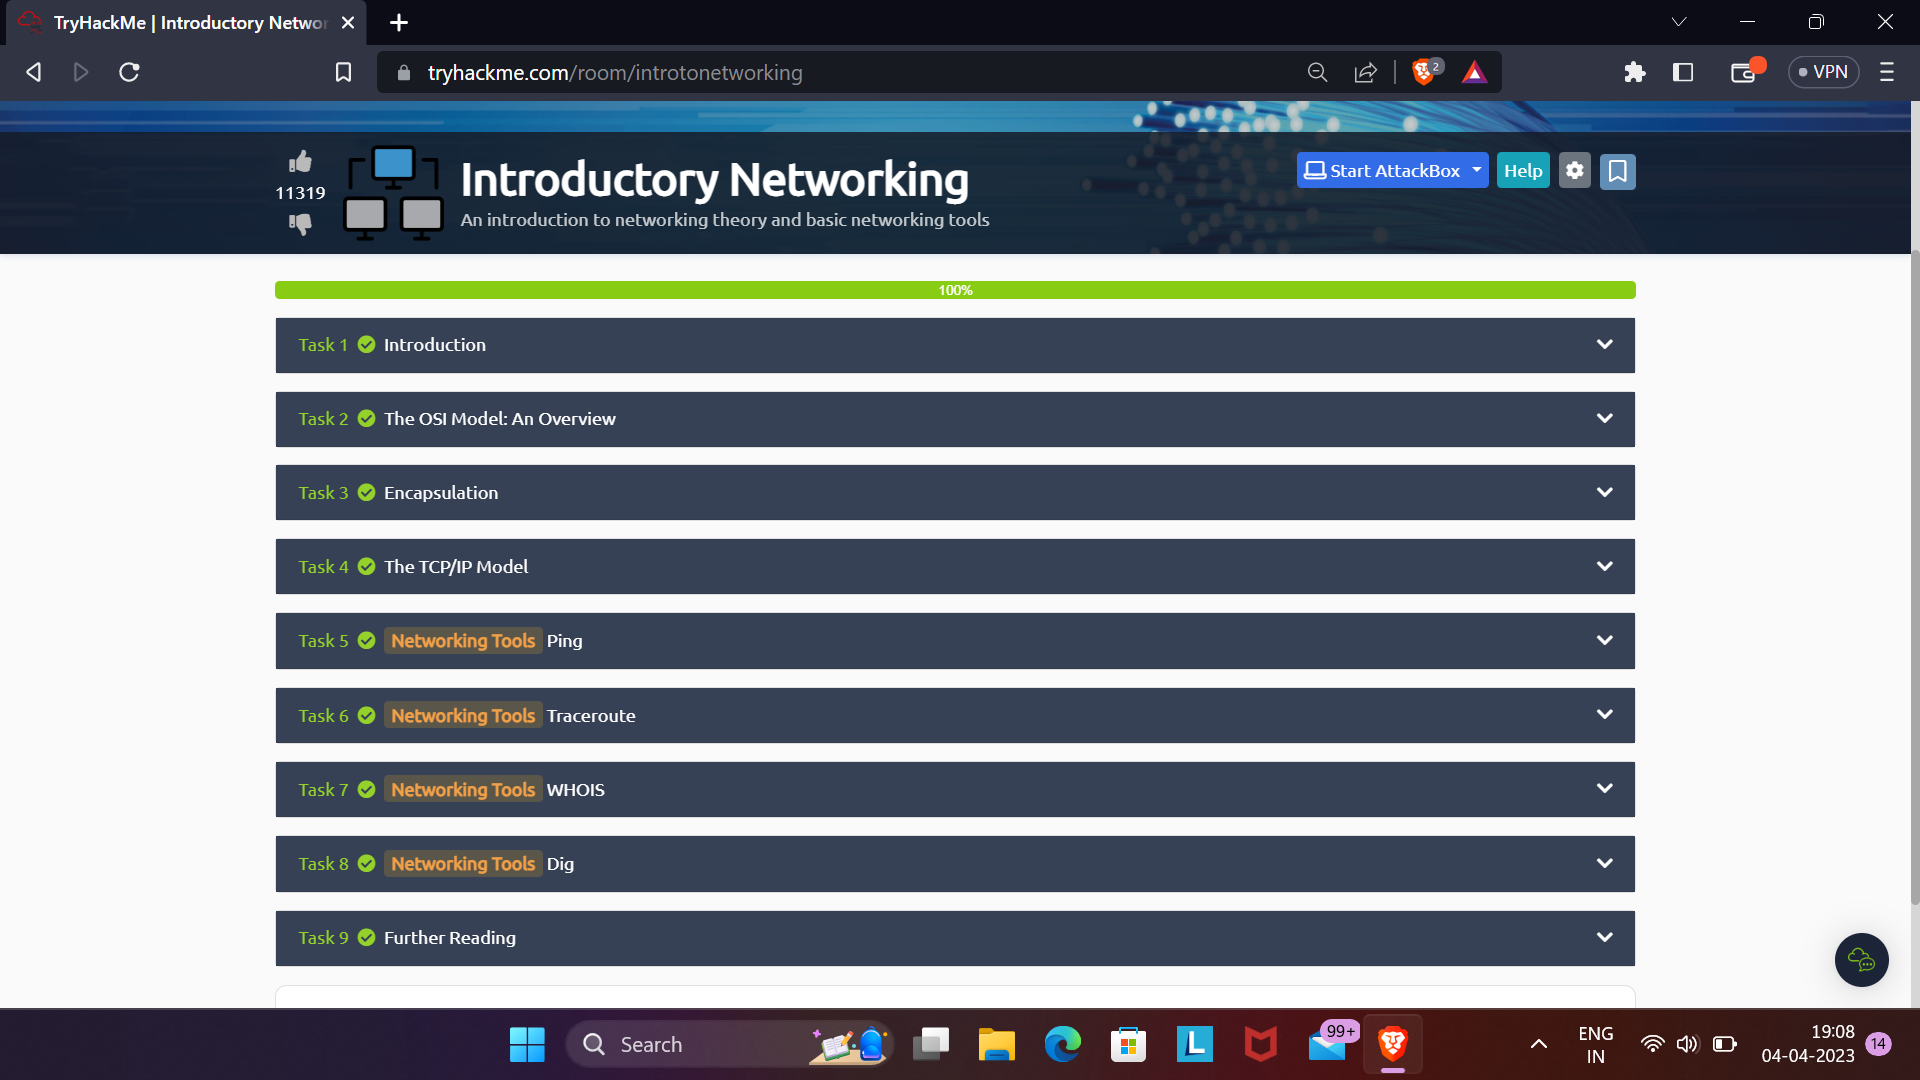 TryHackMe | Introductory Networ
tryhackme.com/room/introtonetworking
2
VPN
11319
Introductory Networking
An introduction to networking theory and basic networking tools
Start AttackBox
Help
100%
Task 1 Introduction
Task 2 The OSI Model: An Overview
Task 3 Encapsulation
Task 4 The TCP/IP Model
Task 5 Networking Tools Ping
Task 6 Networking Tools Traceroute
Task 7 Networking Tools WHOIS
Task 8 Networking Tools Dig
Task 9 Further Reading
Search
L
99+
ENG
IN
19:08
04-04-2023
14